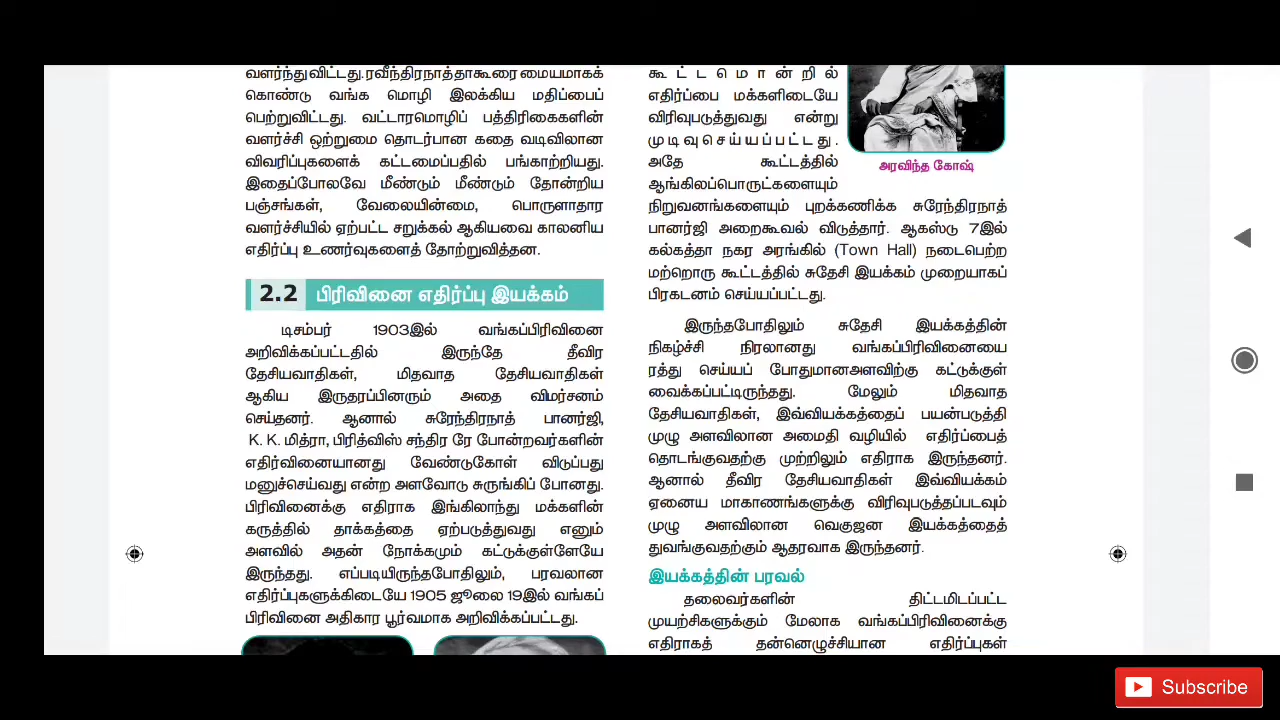 வளர்ந்துவிட்டது. ரவீந்திரநாத் தாகூரை மையமாகக்
கொண்டு வங்க மொழி இலக்கிய மதிப்பைப்
பெற்றுவிட்டது. வட்டாரமொழிப் பத்திரிகைகளின்
வளர்ச்சி ஒற்றுமை தொடர்பான கதை வடிவிலான
விவரிப்புகளைக் கட்டமைப்பதில் பங்காற்றியது.
இதைப்போலவே மீண்டும் மீண்டும் தோன்றிய
பஞ்சங்கள், வேலையின்மை, பொருளாதார
வளர்ச்சியில் ஏற்பட்ட சறுக்கல் ஆகியவை காலனிய
எதிர்ப்பு உணர்வுகளைத் தோற்றுவித்தன.
2.2 பிரிவினை எதிர்ப்பு இயக்கம்
டிசம்பர் 1903இல் வங்கப்பிரிவினை
அறிவிக்கப்பட்டதில் இருந்தே தீவிர
தேசியவாதிகள், மிதவாத தேசியவாதிகள்
ஆகிய இருதரப்பினரும் அதை விமர்சனம்
செய்தனர். ஆனால் சுரேந்திரநாத் பானர்ஜி,
K. K. மித்ரா, பிரித்விஸ் சந்திர ரே போன்றவர்களின்
எதிர்வினையானது வேண்டுகோள் விடுப்பது
மனுச்செய்வது என்ற அளவோடு சுருங்கிப் போனது.
பிரிவினைக்கு எதிராக இங்கிலாந்து மக்களின்
கருத்தில் தாக்கத்தை ஏற்படுத்துவது எனும்
அளவில் அதன் நோக்கமும் கட்டுக்குள்ளேயே
இருந்தது. எப்படியிருந்தபோதிலும், பரவலான
எதிர்ப்புகளுக்கிடையே 1905 ஜூலை 19இல் வங்கப்
பிரிவினை அதிகார பூர்வமாக அறிவிக்கப்பட்டது.
கூட்டமொன்றில்
எதிர்ப்பை மக்களிடையே
விரிவுபடுத்துவது என்று
முடிவுசெய்யப்பட்டது.
அதே கூட்டத்தில்
ஆங்கிலப்பொருட்களையும்
நிறுவனங்களையும் புறக்கணிக்க சுரேந்திரநாத்
பானர்ஜி அறைகூவல் விடுத்தார். ஆகஸ்டு 7இல்
கல்கத்தா நகர அரங்கில் (Town Hall) நடைபெற்ற
மற்றொரு கூட்டத்தில் சுதேசி இயக்கம் முறையாகப்
பிரகடனம் செய்யப்பட்டது.
அரவிந்த கோஷ்
இருந்தபோதிலும் சுதேசி இயக்கத்தின்
நிகழ்ச்சி நிரலானது வங்கப்பிரிவினையை
ரத்து செய்யப் போதுமானஅளவிற்கு கட்டுக்குள்
வைக்கப்பட்டிருந்தது. மேலும் மிதவாத
தேசியவாதிகள், இவ்வியக்கத்தைப் பயன்படுத்தி
முழு அளவிலான அமைதி வழியில் எதிர்ப்பைத்
தொடங்குவதற்கு முற்றிலும் எதிராக இருந்தனர்.
ஆனால் தீவிர தேசியவாதிகள் இவ்வியக்கம்
ஏனைய மாகாணங்களுக்கு விரிவுபடுத்தப்படவும்
முழு அளவிலான வெகுஜன இயக்கத்தைத்
துவங்குவதற்கும் ஆதரவாக இருந்தனர்.
இயக்கத்தின் பரவல்
தலைவர்களின் திட்டமிடப்பட்ட
முயற்சிகளுக்கும் மேலாக வங்கப்பிரிவினைக்கு
எதிராகத் தன்னெழுச்சியான எதிர்ப்புகள்
Subscribe